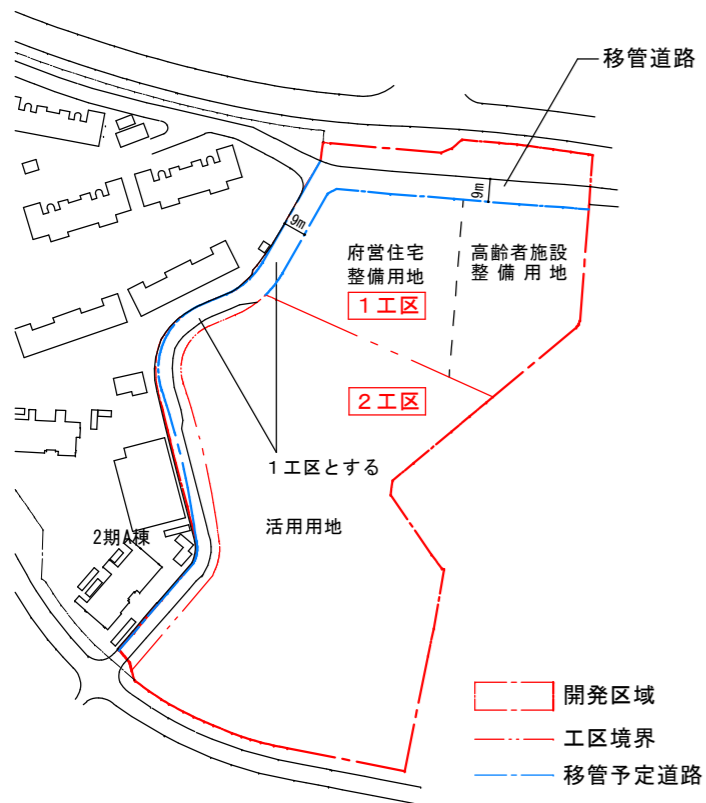 移管道路
9m
9m
府営住宅
整備用地
高齢者施設
整備用地
1工区
2工区
1工区とする
活用用地
2期A棟
開発区域
工区境界
移管予定道路